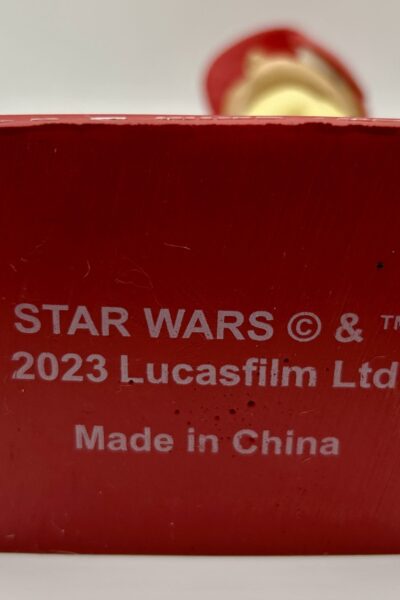 STAR WARS © & ™
2023 Lucasfilm Ltd
Made in China